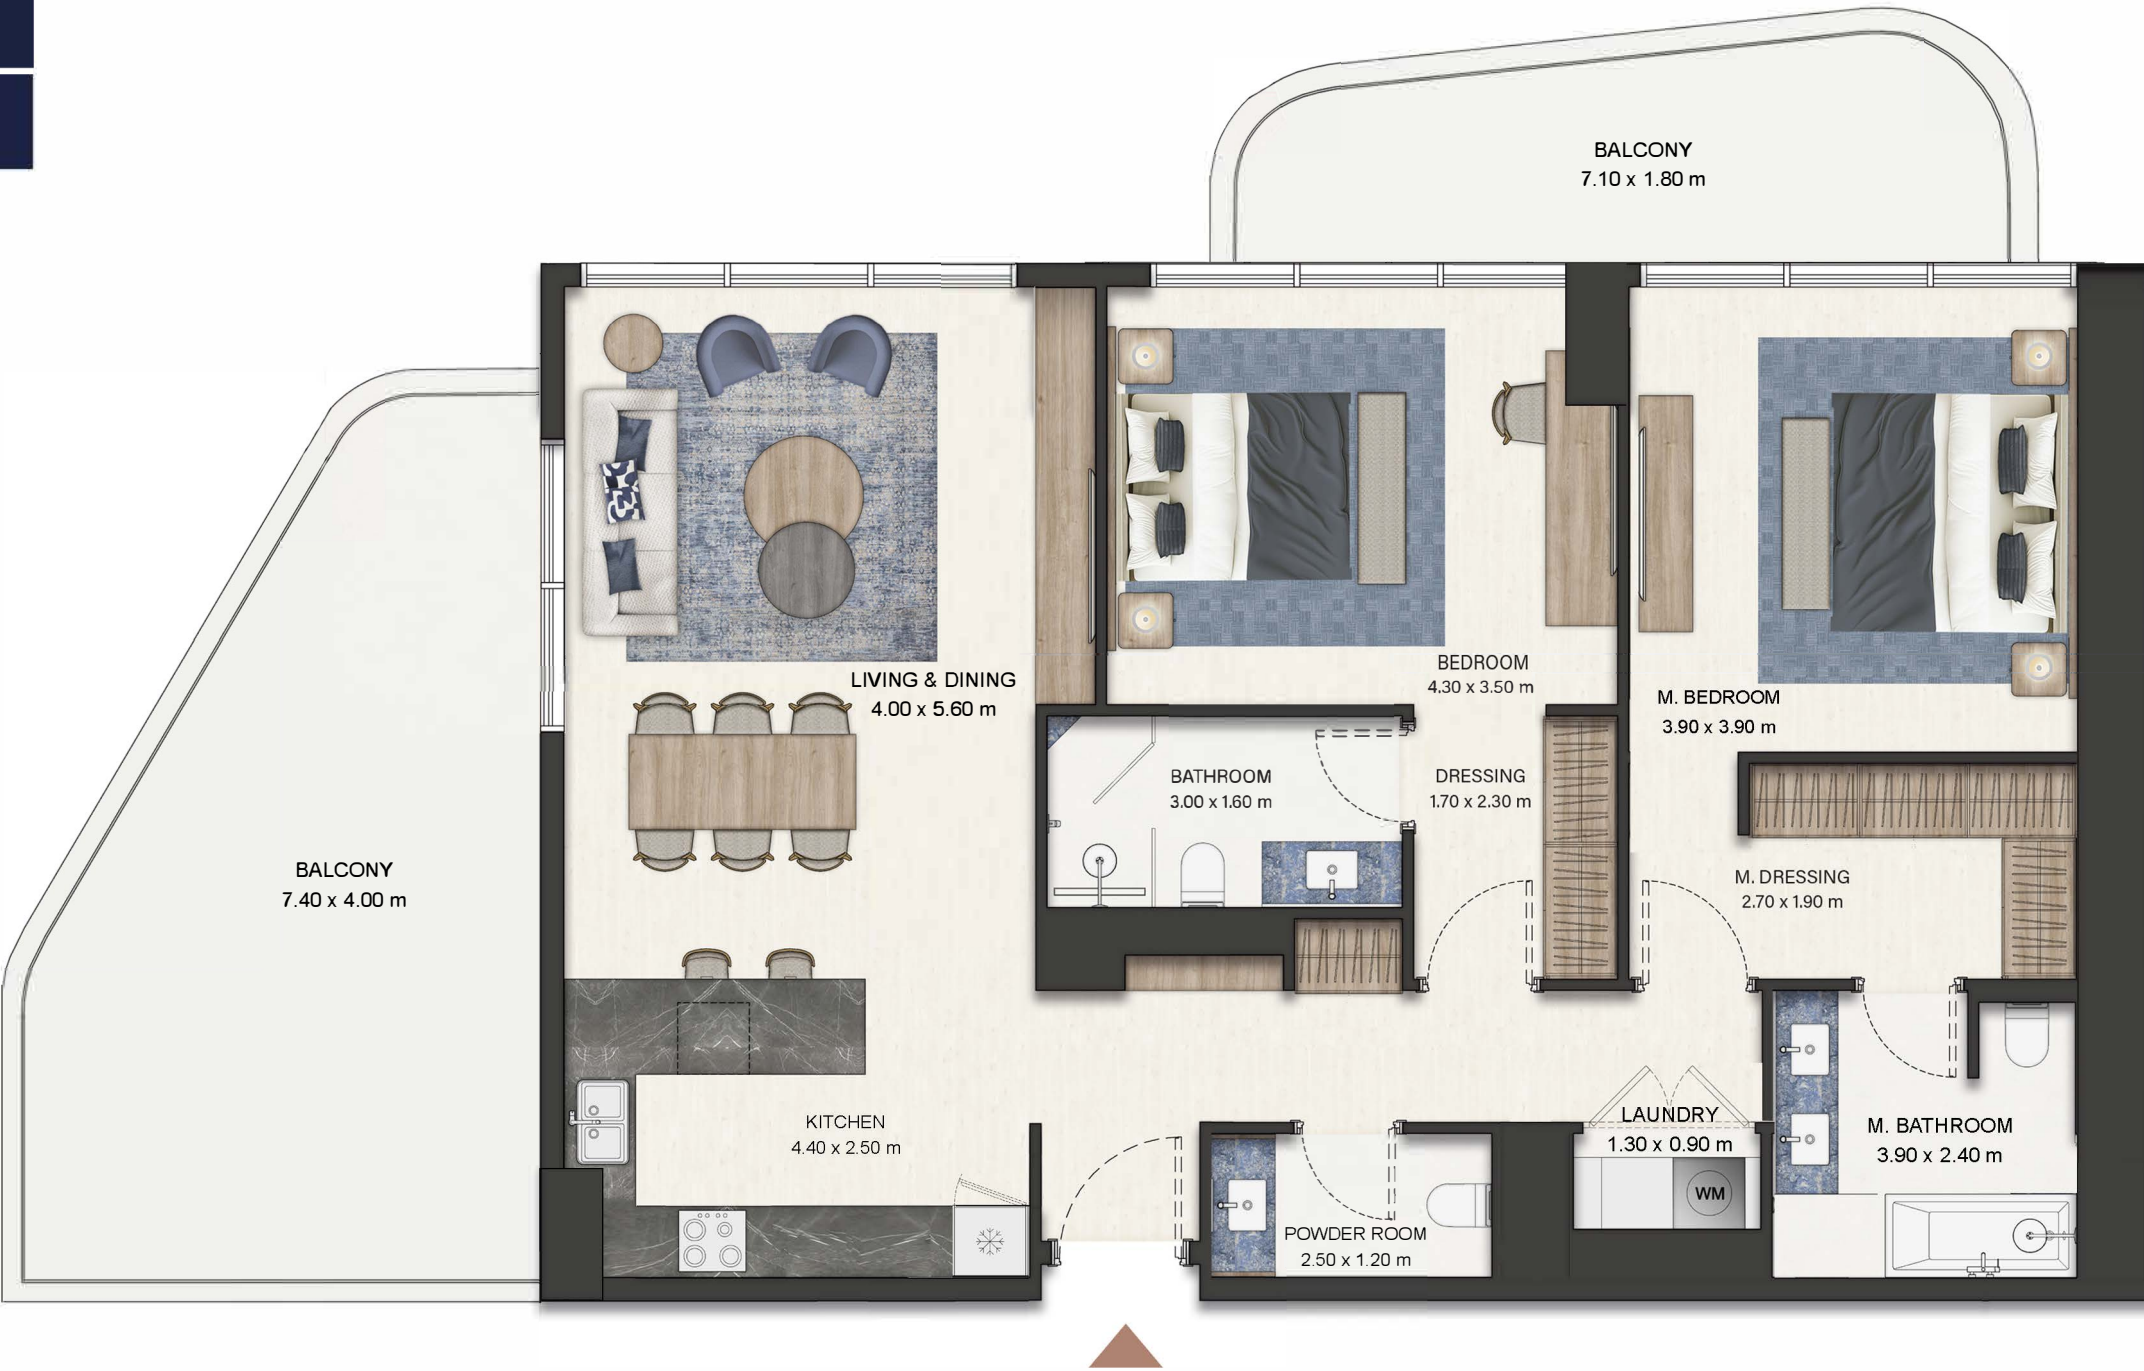 BALCONY
7.10 x 1.80 m
LIVING & DINING
4.00 x 5.60 m
BEDROOM
4.30 x 3.50 m
M. BEDROOM
3.90 x 3.90 m
BATHROOM
3.00 x 1.60 m
DRESSING
1.70 x 2.30 m
BALCONY
7.40 x 4.00 m
M. DRESSING
2.70 x 1.90 m
KITCHEN
4.40 x 2.50 m
LAUNDRY
1.30 x 0.90 m
M. BATHROOM
3.90 x 2.40 m
WM
POWDER ROOM
2.50 x 1.20 m